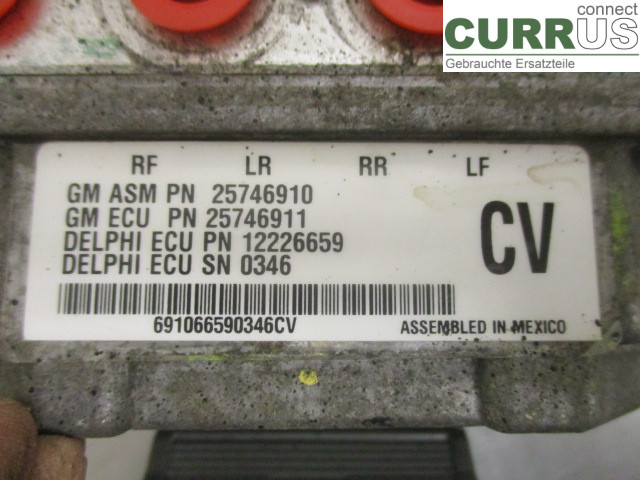 connect
CURRUS
Gebrauchte Ersatzteile
RF LR RR LF
GM ASM PN 25746910
GM ECU PN 25746911
DELPHI ECU PN 12226659
DELPHI ECU SN 0346
CV
691066590346CV
ASSEMBLED IN MEXICO